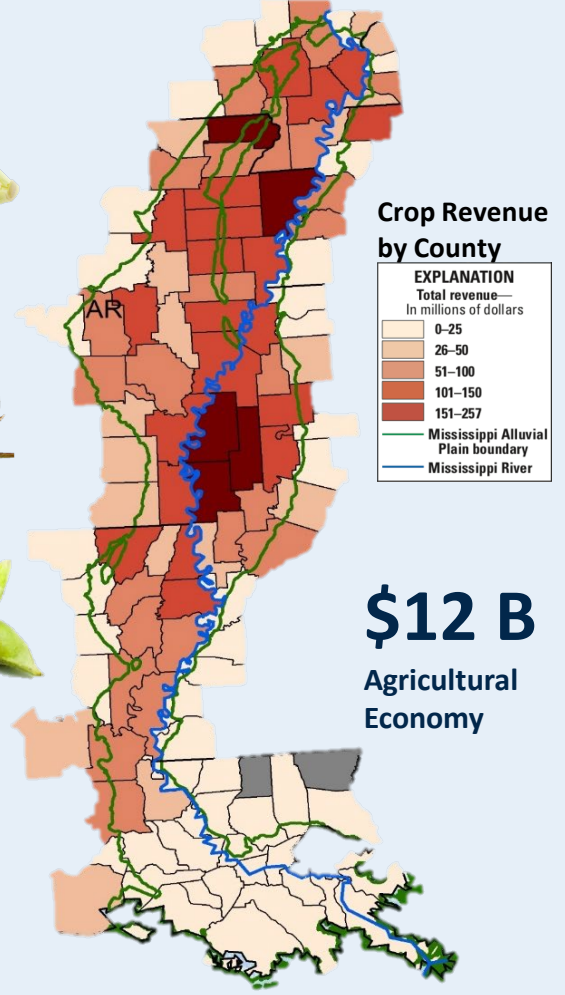 Crop Revenue
by County
EXPLANATION
Total revenue—
In millions of dollars
0–25
26–50
51–100
101–150
151–257
Mississippi Alluvial
Plain boundary
Mississippi River
AR
$12 B
Agricultural
Economy